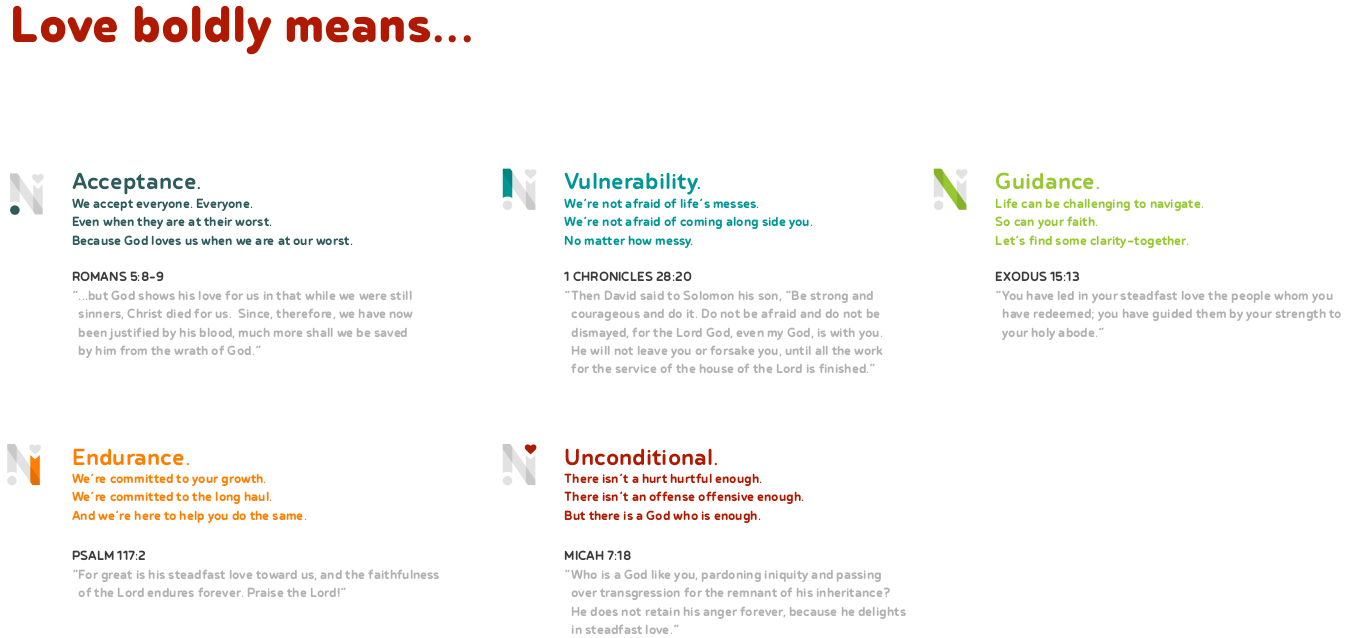 Love boldly means...
Acceptance.
We accept everyone. Everyone.
Even when they are at their worst.
Because God loves us when we are at our worst.
ROMANS 5:8-9
"...but God shows his love for us in that while we were still
sinners, Christ died for us. Since, therefore, we have now
been justified by his blood, much more shall we be saved
by him from the wrath of God."
Vulnerability.
We're not afraid of life's messes.
We're not afraid of coming along side you.
No matter how messy.
1 CHRONICLES 28:20
"Then David said to Solomon his son, "Be strong and
courageous and do it. Do not be afraid and do not be
dismayed, for the Lord God, even my God, is with you.
He will not leave you or forsake you, until all the work
for the service of the house of the Lord is finished."
Guidance.
Life can be challenging to navigate.
So can your faith.
Let's find some clarity-together.
EXODUS 15:13
"You have led in your steadfast love the people whom you
have redeemed; you have guided them by your strength to
your holy abode."
Endurance.
We're committed to your growth.
We're committed to the long haul.
And we're here to help you do the same.
PSALM 117:2
"For great is his steadfast love toward us, and the faithfulness
of the Lord endures forever. Praise the Lord!"
Unconditional.
There isn't a hurt hurtful enough.
There isn't an offense offensive enough.
But there is a God who is enough.
MICAH 7:18
"Who is a God like you, pardoning iniquity and passing
over transgression for the remnant of his inheritance?
He does not retain his anger forever, because he delights
in steadfast love."